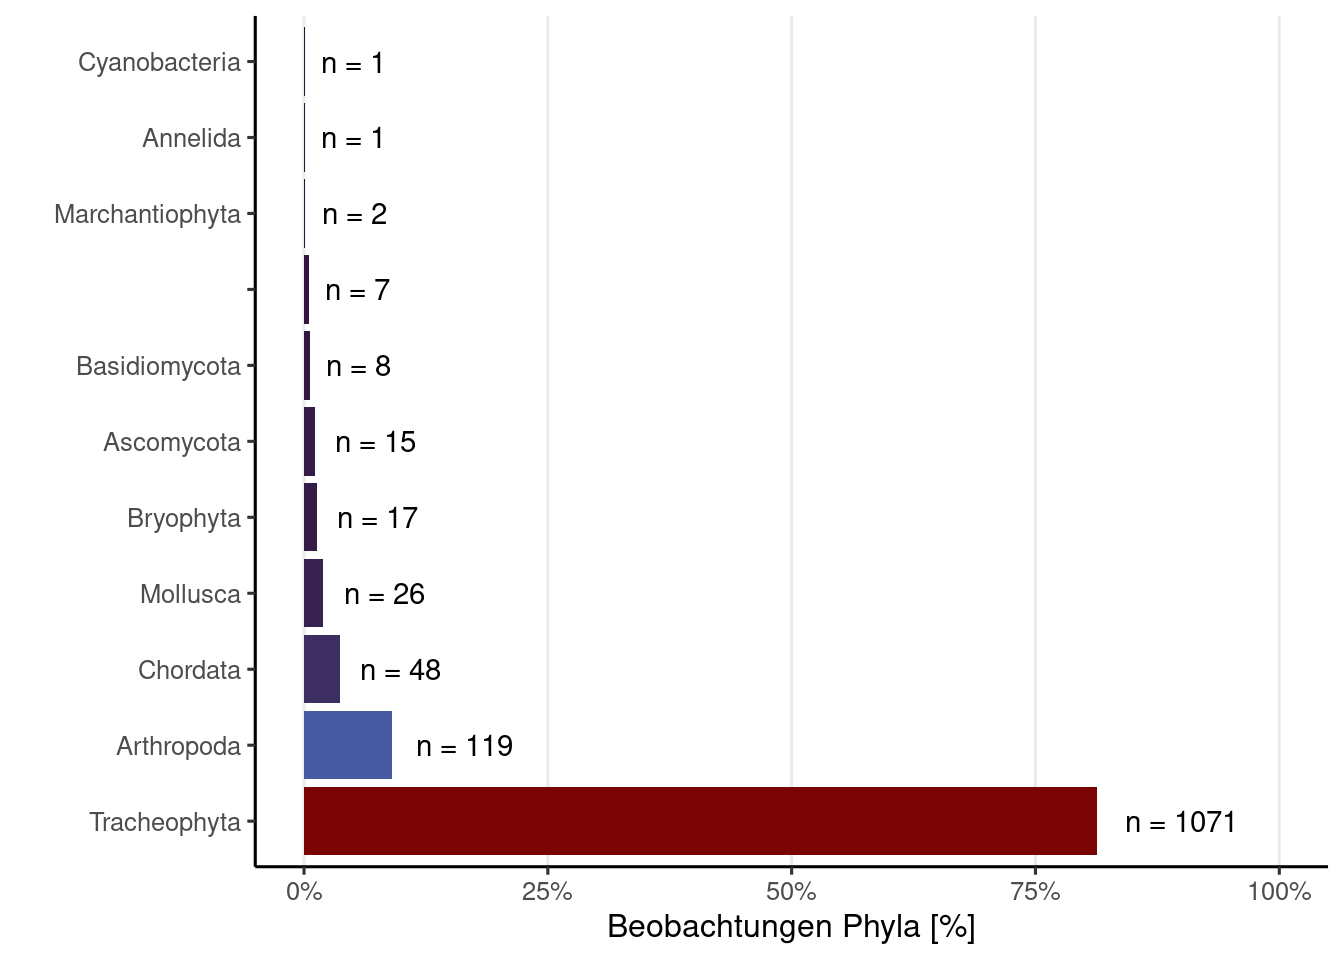 Cyanobacteria n = 1
Annelida n = 1
Marchantiophyta n = 2
n = 7
Basidiomycota n = 8
Ascomycota n = 15
Bryophyta n = 17
Mollusca n = 26
Chordata n = 48
Arthropoda n = 119
Tracheophyta n = 1071
0% 25% 50% 75% 100%
Beobachtungen Phyla [%]